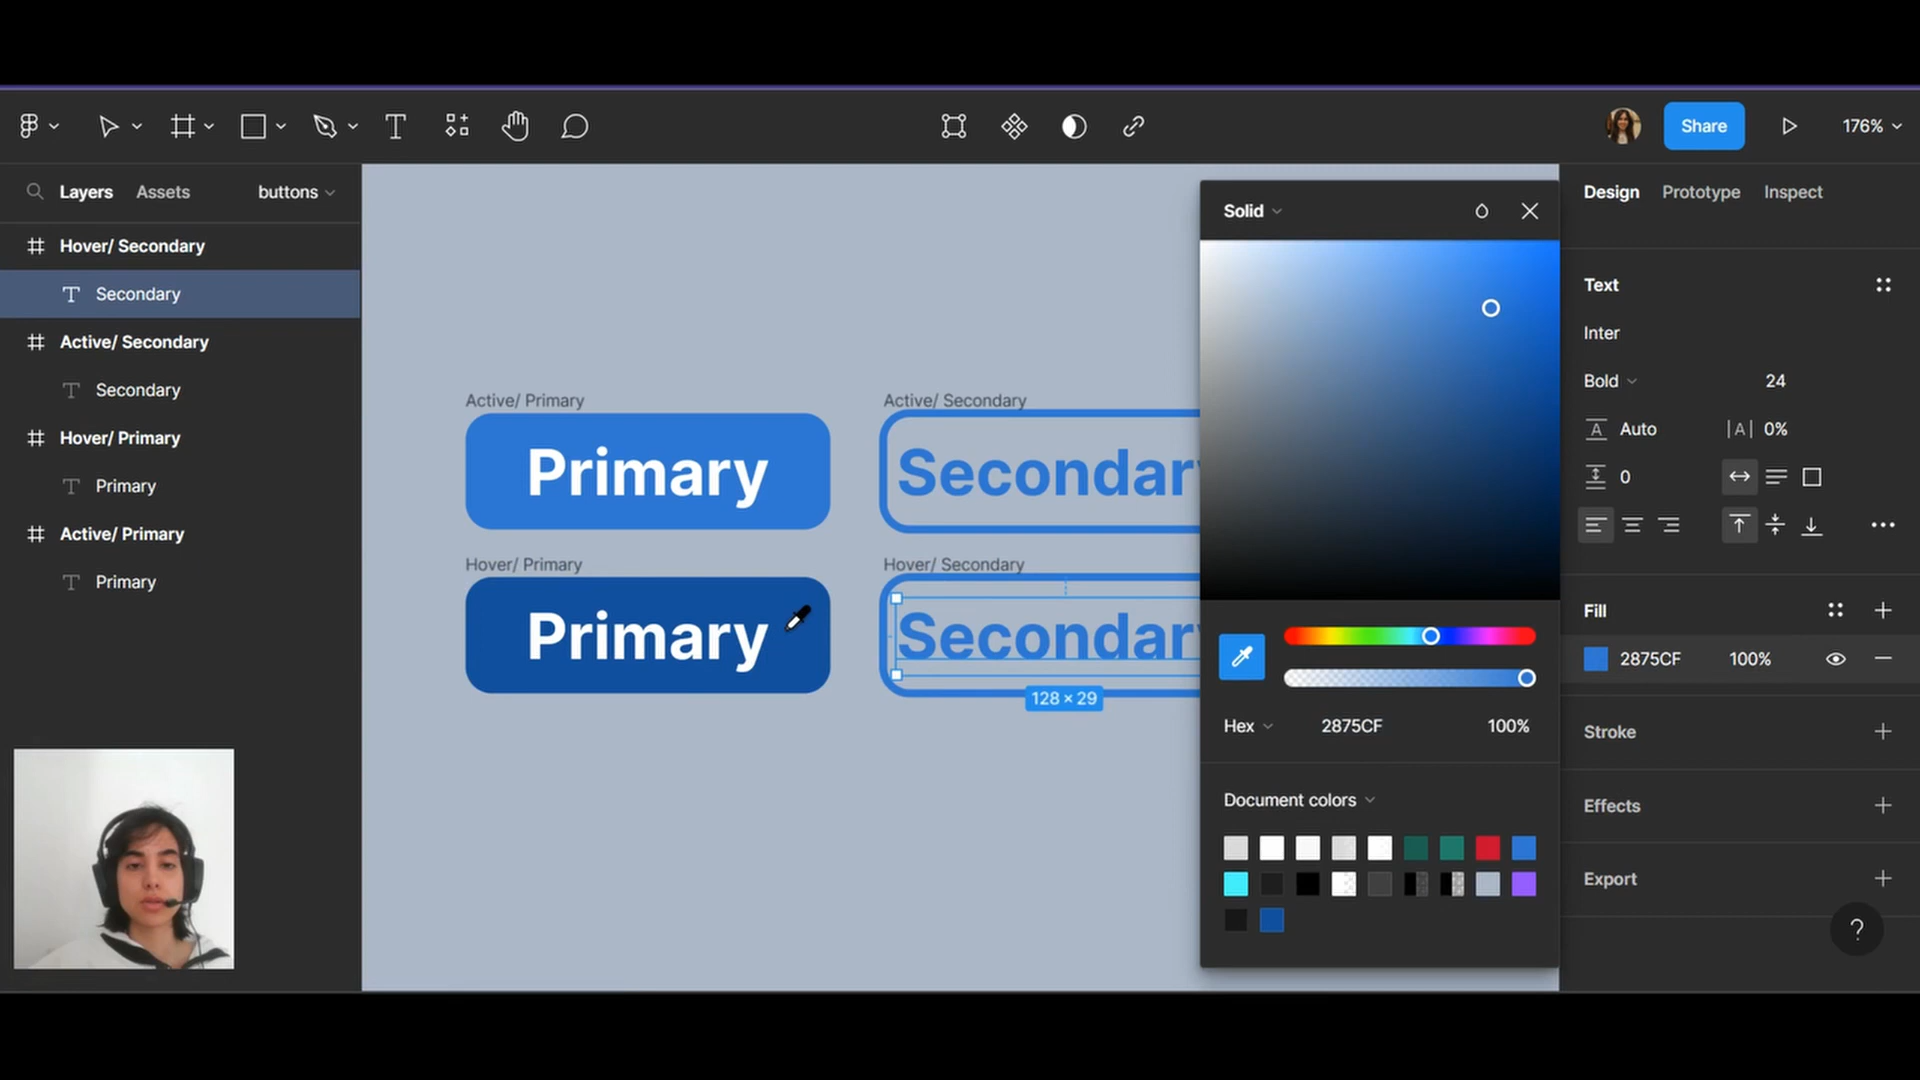 Share
176%
Layers
Assets
buttons
Hover/ Secondary
Secondary
Active/ Secondary
Secondary
Hover/ Primary
Primary
Active/ Primary
Primary
Active/ Primary
Primary
Active/ Secondary
Secondary
Hover/ Primary
Primary
Hover/ Secondary
Secondary
128 × 29
Solid
Hex
2875CF
100%
Document colors
Design
Prototype
Inspect
Text
Inter
Bold
24
Auto
|A| 0%
0
Fill
2875CF
100%
Stroke
Effects
Export
?